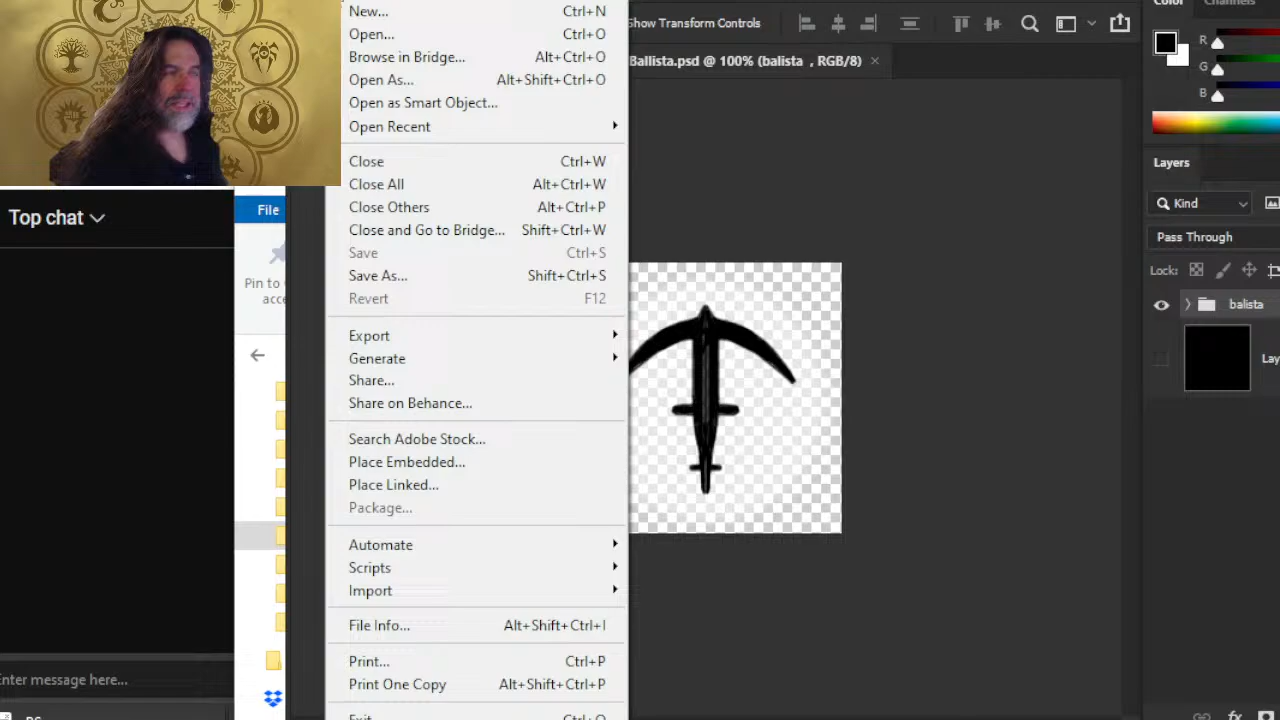 New... Ctrl+N
Open... Ctrl+O
Browse in Bridge... Alt+Ctrl+O
Open As... Alt+Shift+Ctrl+O
Open as Smart Object...
Open Recent
Close Ctrl+W
Close All Alt+Ctrl+W
Close Others Alt+Ctrl+P
Close and Go to Bridge... Shift+Ctrl+W
Save Ctrl+S
Save As... Shift+Ctrl+S
Revert F12
Export
Generate
Share...
Share on Behance...
Search Adobe Stock...
Place Embedded...
Place Linked...
Package...
Automate
Scripts
Import
File Info... Alt+Shift+Ctrl+I
Print... Ctrl+P
Print One Copy Alt+Shift+Ctrl+P
Exit Ctrl+Q
Show Transform Controls
Ballista.psd @ 100% (balista , RGB/8)
Top chat
Enter message here...
File
Pin to
acce
Color Channels
R
G
B
Layers
Kind
Pass Through
Lock:
balista
Lay
fx